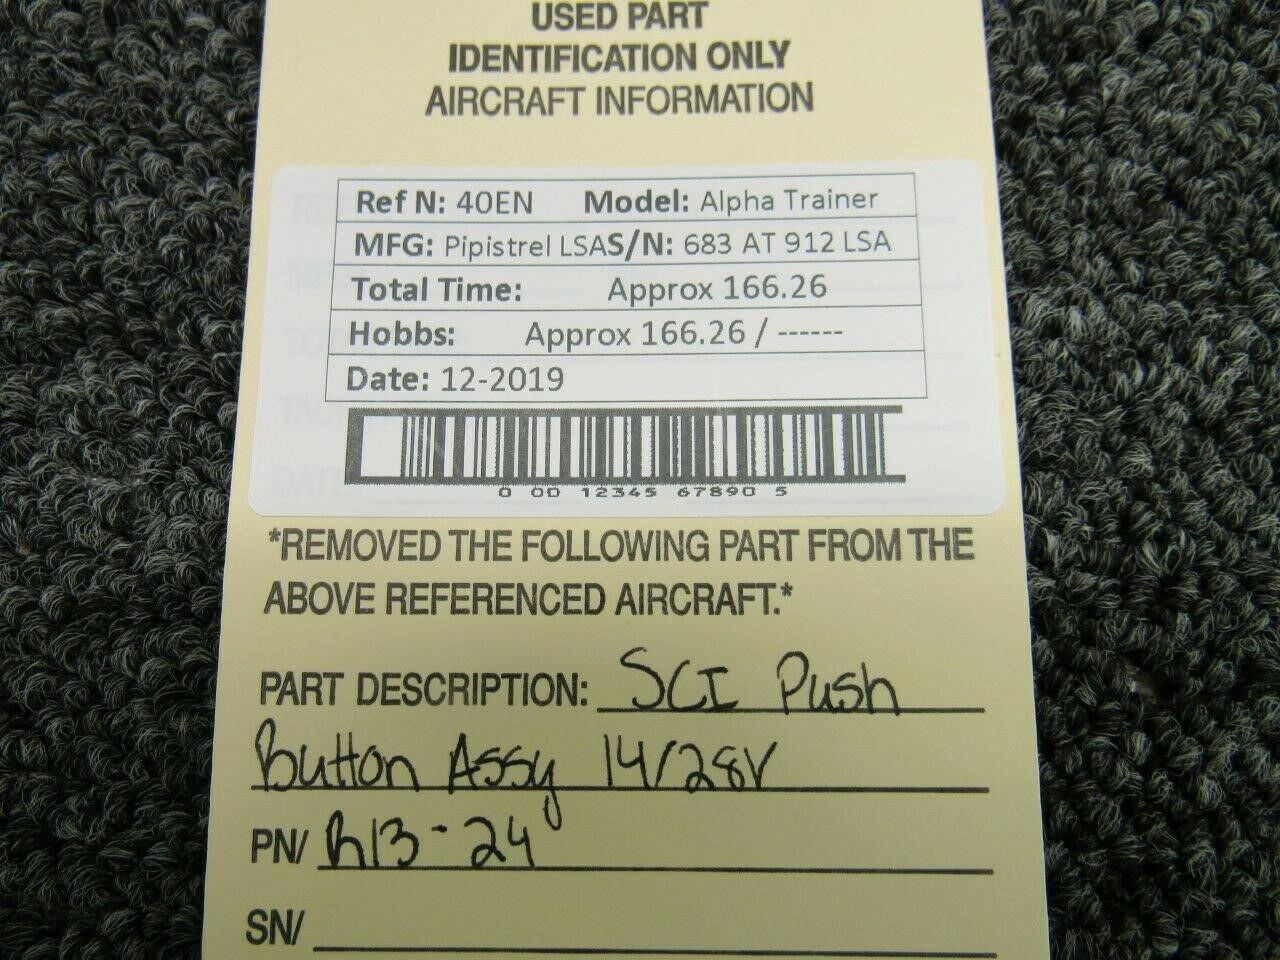 USED PART
IDENTIFICATION ONLY
AIRCRAFT INFORMATION
Ref N: 40EN Model: Alpha Trainer
MFG: Pipistrel LSAS/N: 683 AT 912 LSA
Total Time: Approx 166.26
Hobbs: Approx 166.26 / ------
Date: 12-2019
0 00 12345 67890 5
*REMOVED THE FOLLOWING PART FROM THE
ABOVE REFERENCED AIRCRAFT.*
PART DESCRIPTION: SCI Push
Button Assy 14/28V
PN/ R13-24
SN/